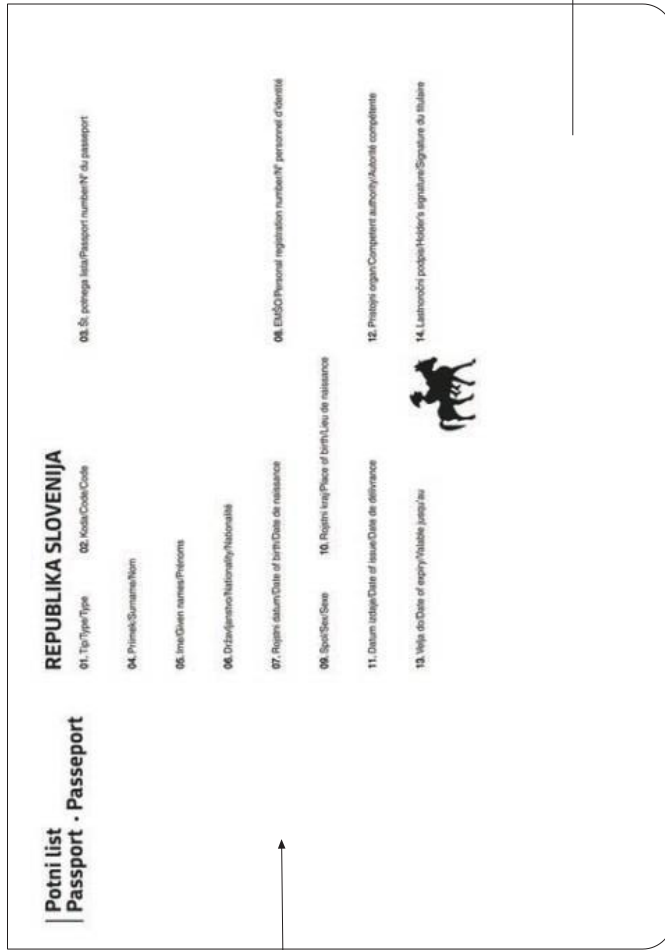 Potni list
Passport · Passeport
REPUBLIKA SLOVENIJA
01. Tip/Type/Type 02. Koda/Code/Code 03. Št. potnega lista/Passport number/N° du passeport
04. Priimek/Surname/Nom
05. Ime/Given names/Prénoms
06. Državljanstvo/Nationality/Nationalité
07. Rojstni datum/Date of birth/Date de naissance 08. EMŠO/Personal registration number/N° personnel d'identité
09. Spol/Sex/Sexe 10. Rojstni kraj/Place of birth/Lieu de naissance
11. Datum izdaje/Date of issue/Date de délivrance 12. Pristojni organ/Competent authority/Autorité compétente
13. Velja do/Date of expiry/Valable jusqu'au 14. Lastnoročni podpis/Holder's signature/Signature du titulaire